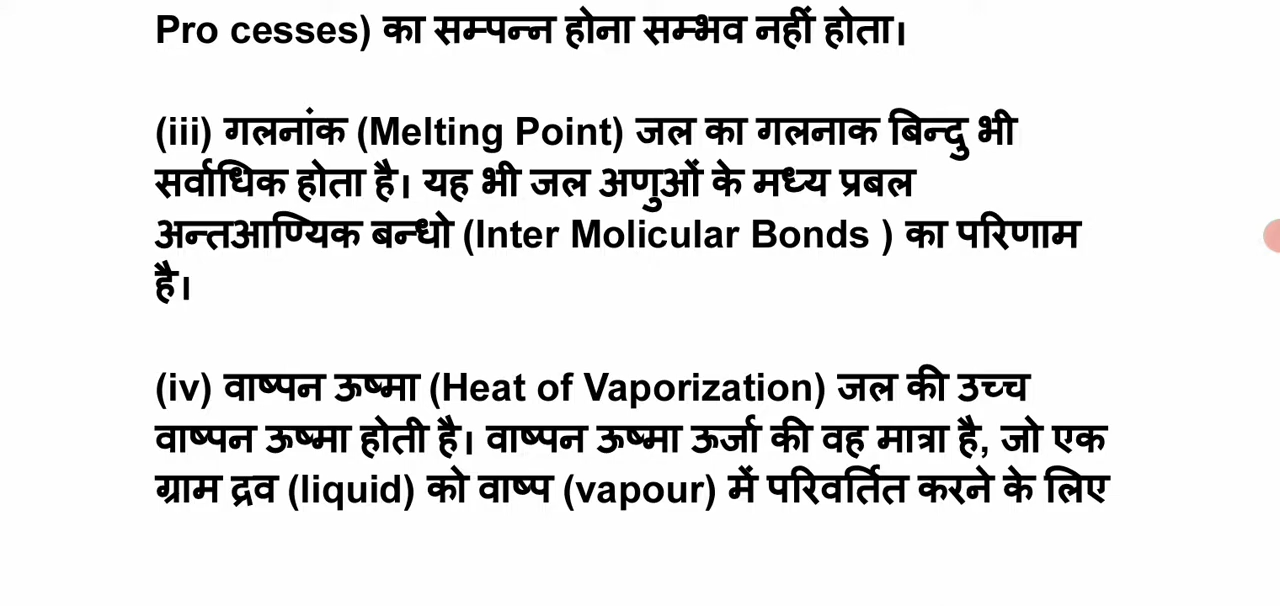 Pro cesses) का सम्पन्न होना सम्भव नहीं होता।
(iii) गलनांक (Melting Point) जल का गलनाक बिन्दु भी
सर्वाधिक होता है। यह भी जल अणुओं के मध्य प्रबल
अन्तआण्यिक बन्धो (Inter Molicular Bonds ) का परिणाम
है।
(iv) वाष्पन ऊष्मा (Heat of Vaporization) जल की उच्च
वाष्पन ऊष्मा होती है। वाष्पन ऊष्मा ऊर्जा की वह मात्रा है, जो एक
ग्राम द्रव (liquid) को वाष्प (vapour) में परिवर्तित करने के लिए